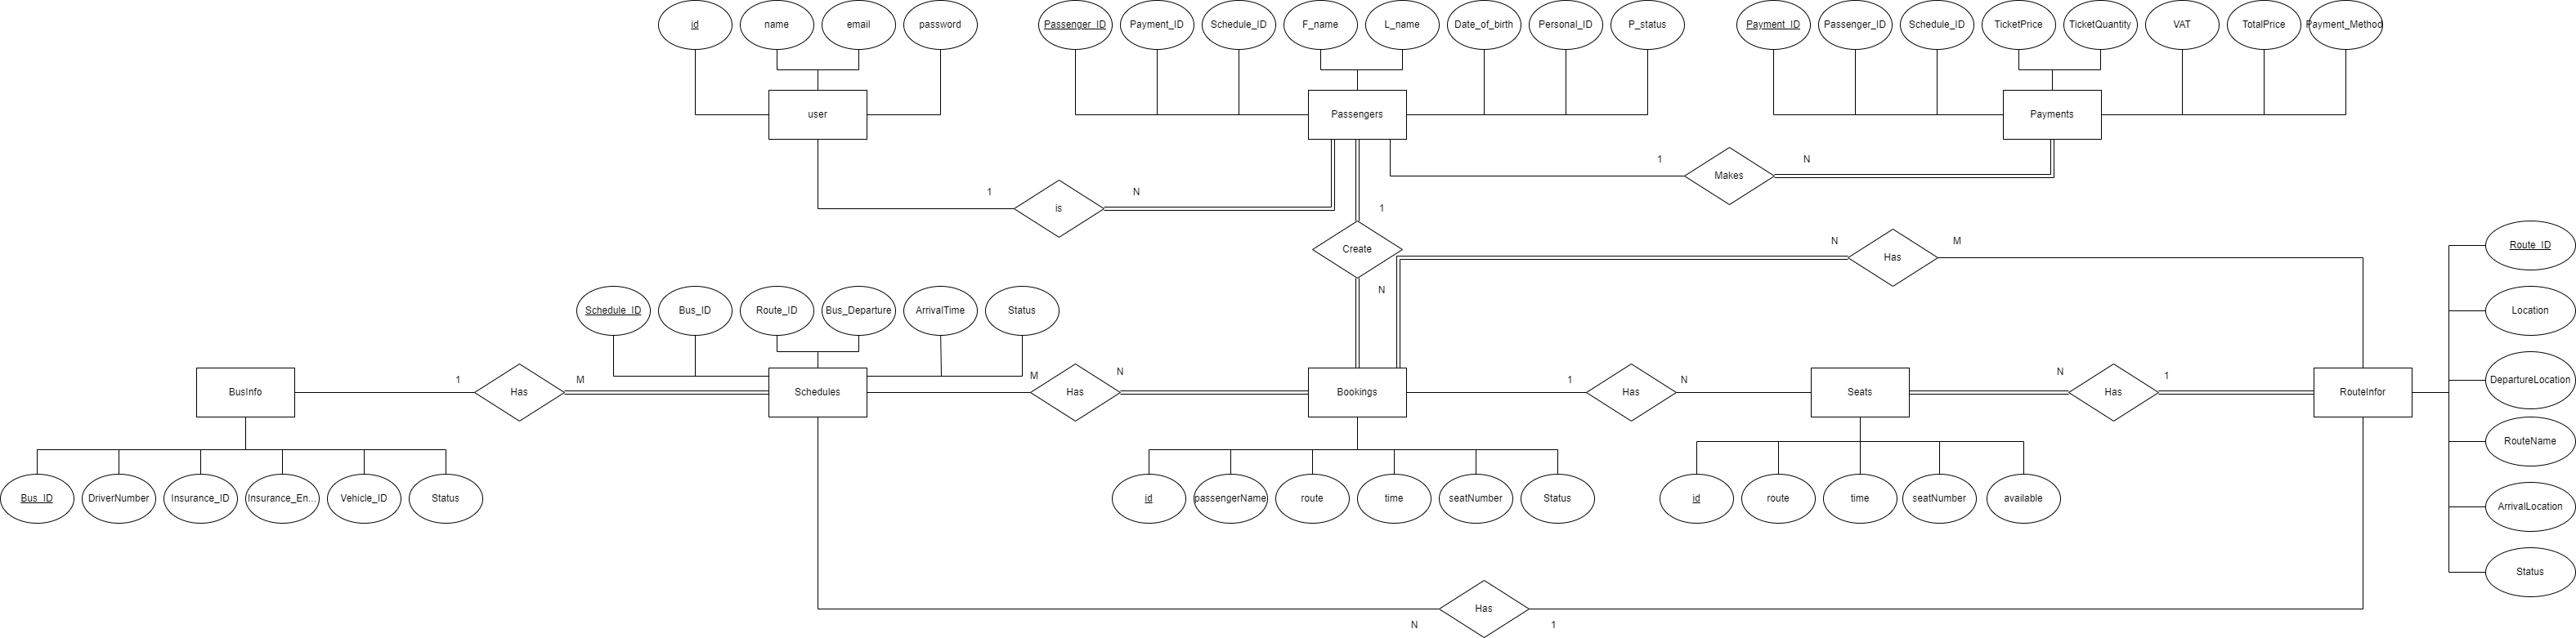 id
name
email
password
Passenger_ID
Payment_ID
Schedule_ID
F_name
L_name
Date_of_birth
Personal_ID
P_status
Payment_ID
Passenger_ID
Schedule_ID
TicketPrice
TicketQuantity
VAT
TotalPrice
Payment_Method
user
Passengers
Payments
1
N
Makes
1
is
N
1
Create
N
N
Has
M
Route_ID
Location
DepartureLocation
RouteName
ArrivalLocation
Status
Schedule_ID
Bus_ID
Route_ID
Bus_Departure
ArrivalTime
Status
BusInfo
1
Has
M
Schedules
M
Has
N
Bookings
1
Has
N
Seats
N
Has
1
RouteInfor
Bus_ID
DriverNumber
Insurance_ID
Insurance_En...
Vehicle_ID
Status
id
passengerName
route
time
seatNumber
Status
id
route
time
seatNumber
available
N
Has
1